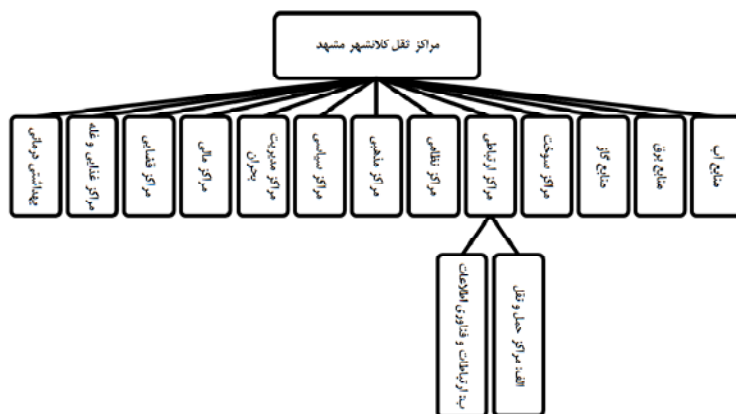 مراکز ثقل کلانشهر مشهد
منابع آب
منابع برق
منابع گاز
مراکز سوخت
مراکز ارتباطی
مراکز نظامی
مراکز مذهبی
مراکز سیاسی
مراکز مدیریت
بحران
مراکز مالی
مراکز قضایی
مراکز غذایی و غله
بهداشتی درمانی
الف: مراکز حمل و نقل
ب: ارتباطات و فناوری اطلاعات